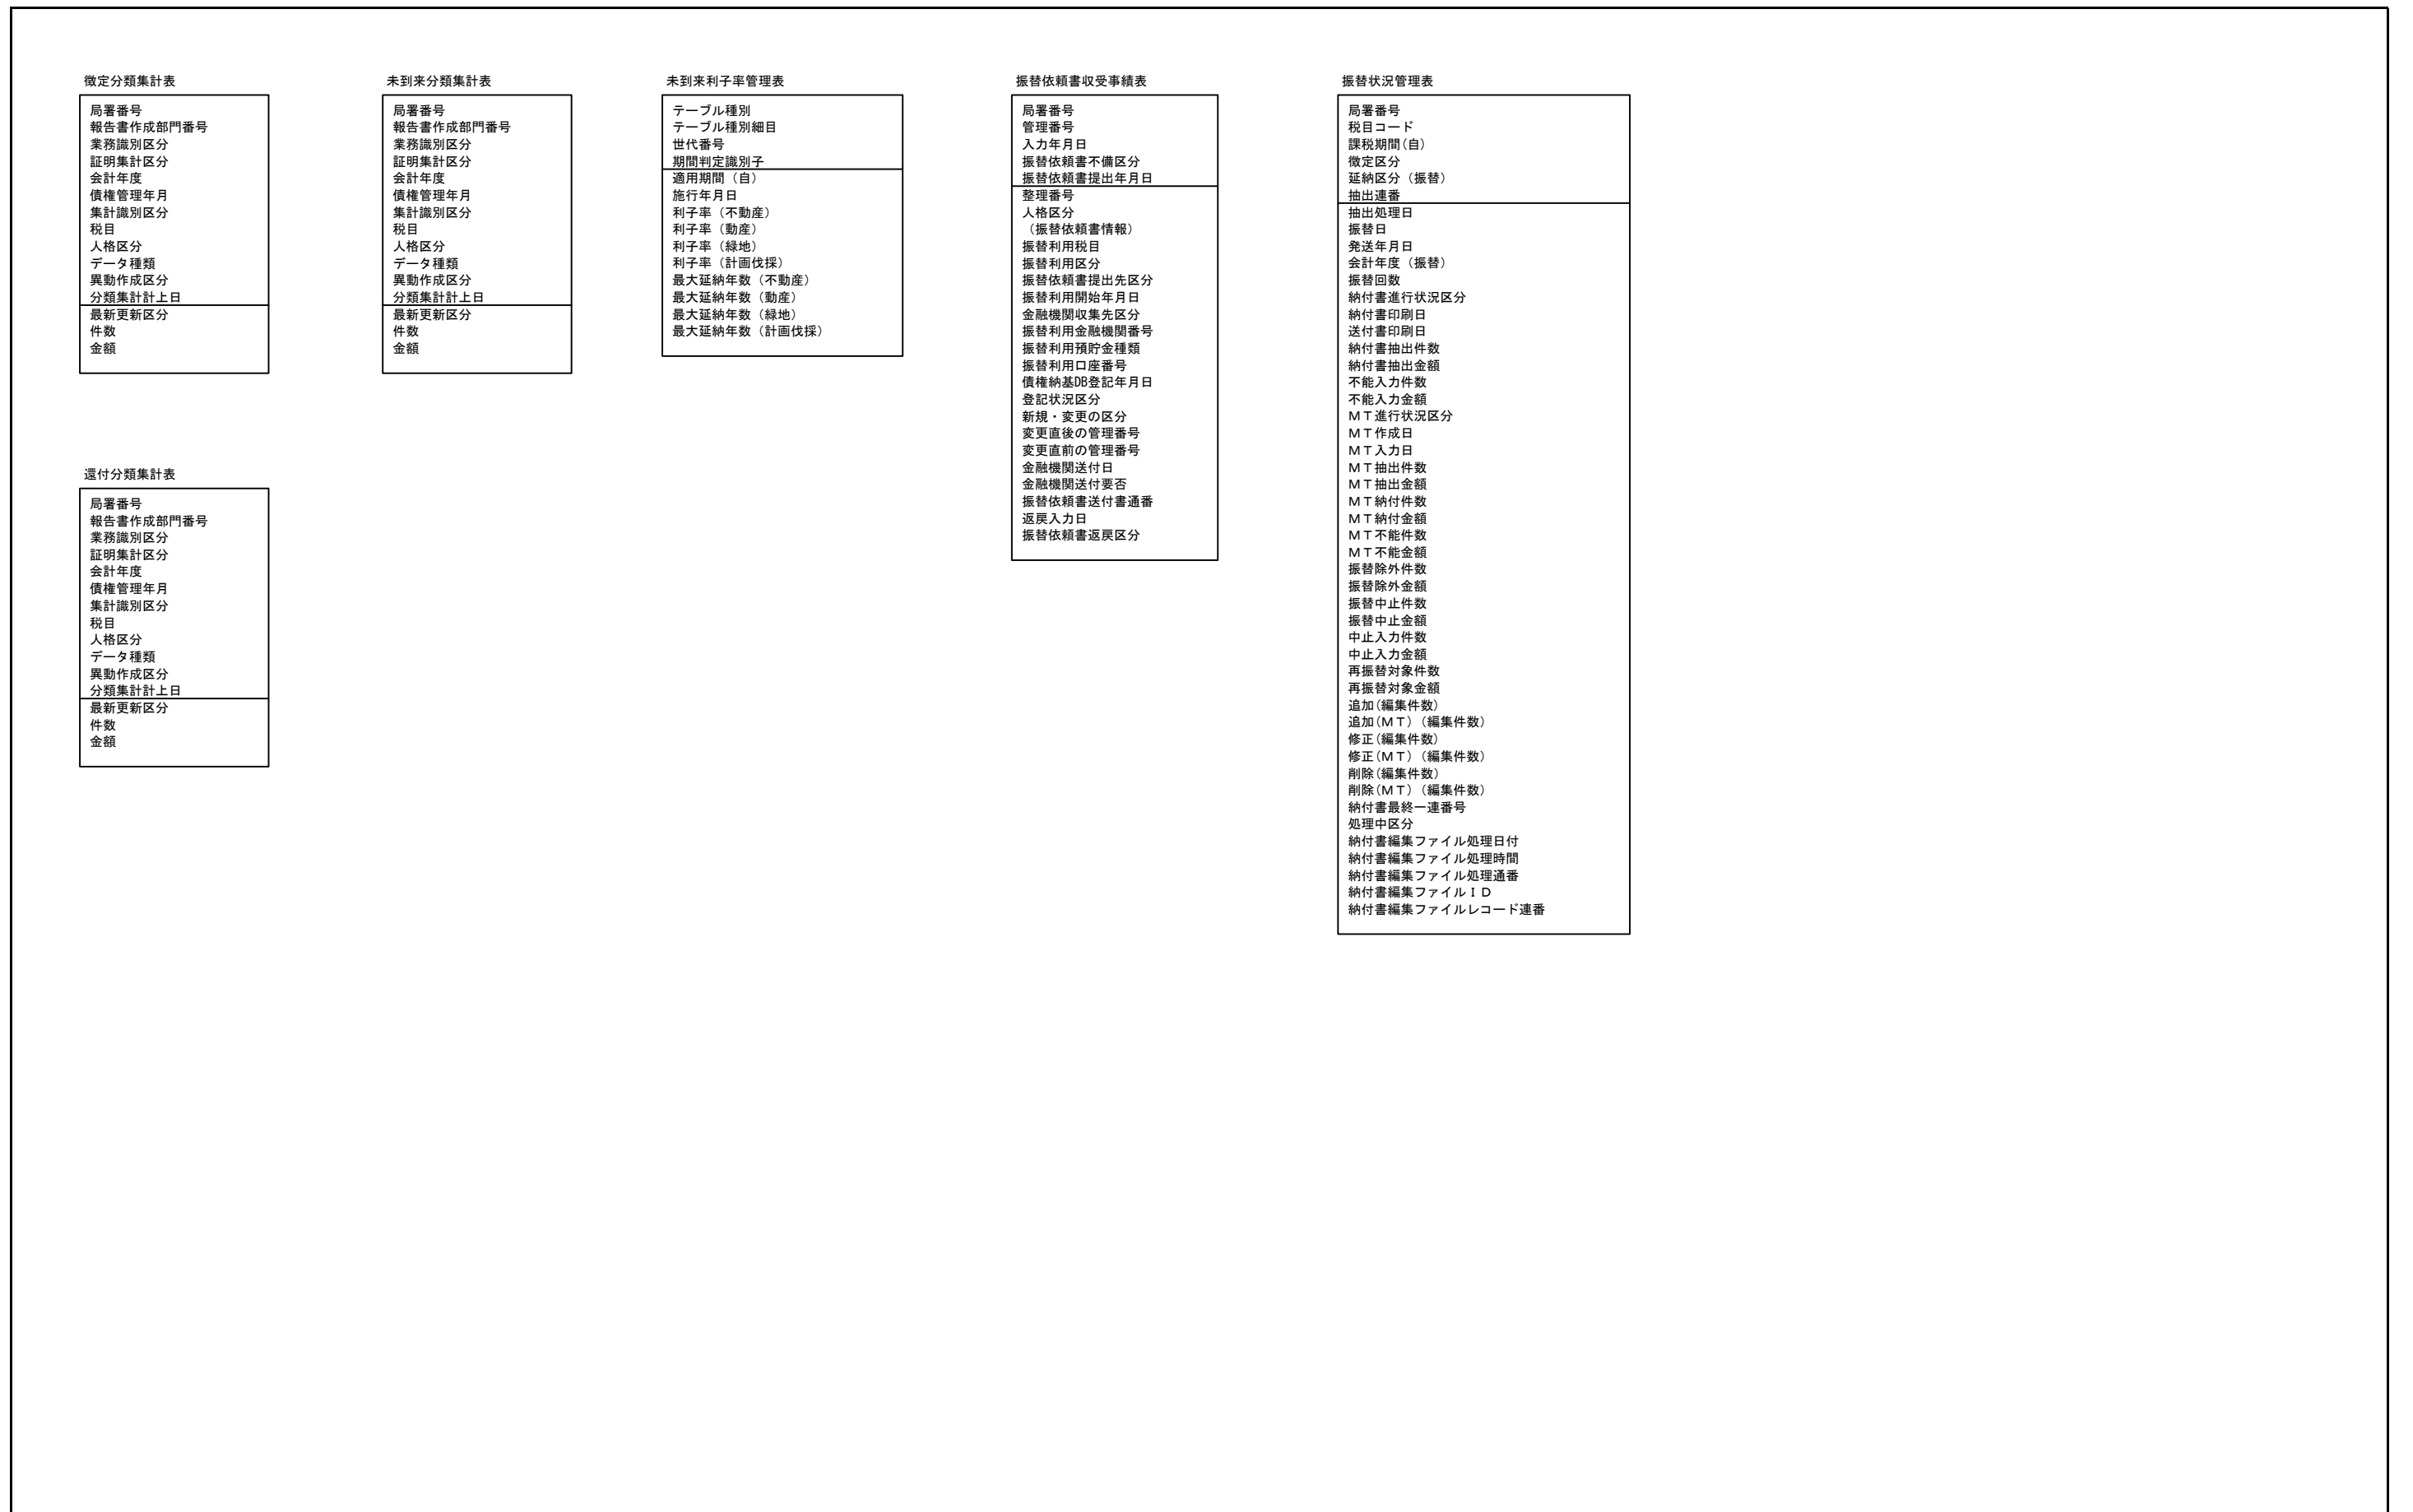 徴定分類集計表
局署番号
報告書作成部門番号
業務識別区分
証明集計区分
会計年度
債権管理年月
集計識別区分
税目
人格区分
データ種類
異動作成区分
分類集計計上日
最新更新区分
件数
金額
未到来分類集計表
局署番号
報告書作成部門番号
業務識別区分
証明集計区分
会計年度
債権管理年月
集計識別区分
税目
人格区分
データ種類
異動作成区分
分類集計計上日
最新更新区分
件数
金額
未到来利子率管理表
テーブル種別
テーブル種別細目
世代番号
期間判定識別子
適用期間（自）
施行年月日
利子率（不動産）
利子率（動産）
利子率（緑地）
利子率（計画伐採）
最大延納年数（不動産）
最大延納年数（動産）
最大延納年数（緑地）
最大延納年数（計画伐採）
振替依頼書収受事績表
局署番号
管理番号
入力年月日
振替依頼書不備区分
振替依頼書提出年月日
整理番号
人格区分
（振替依頼書情報）
振替利用税目
振替利用区分
振替依頼書提出先区分
振替利用開始年月日
金融機関収集先区分
振替利用金融機関番号
振替利用預貯金種類
振替利用口座番号
債権納基DB登記年月日
登記状況区分
新規・変更の区分
変更直後の管理番号
変更直前の管理番号
金融機関送付日
金融機関送付要否
振替依頼書送付書通番
返戻入力日
振替依頼書返戻区分
振替状況管理表
局署番号
税目コード
課税期間(自)
徴定区分
延納区分（振替）
抽出連番
抽出処理日
振替日
発送年月日
会計年度（振替）
振替回数
納付書進行状況区分
納付書印刷日
送付書印刷日
納付書抽出件数
納付書抽出金額
不能入力件数
不能入力金額
ＭＴ進行状況区分
ＭＴ作成日
ＭＴ入力日
ＭＴ抽出件数
ＭＴ抽出金額
ＭＴ納付件数
ＭＴ納付金額
ＭＴ不能件数
ＭＴ不能金額
振替除外件数
振替除外金額
振替中止件数
振替中止金額
中止入力件数
中止入力金額
再振替対象件数
再振替対象金額
追加(編集件数)
追加(ＭＴ)（編集件数）
修正(編集件数)
修正(ＭＴ)（編集件数）
削除(編集件数)
削除(ＭＴ)（編集件数）
納付書最終一連番号
処理中区分
納付書編集ファイル処理日付
納付書編集ファイル処理時間
納付書編集ファイル処理通番
納付書編集ファイルＩＤ
納付書編集ファイルレコード連番
還付分類集計表
局署番号
報告書作成部門番号
業務識別区分
証明集計区分
会計年度
債権管理年月
集計識別区分
税目
人格区分
データ種類
異動作成区分
分類集計計上日
最新更新区分
件数
金額